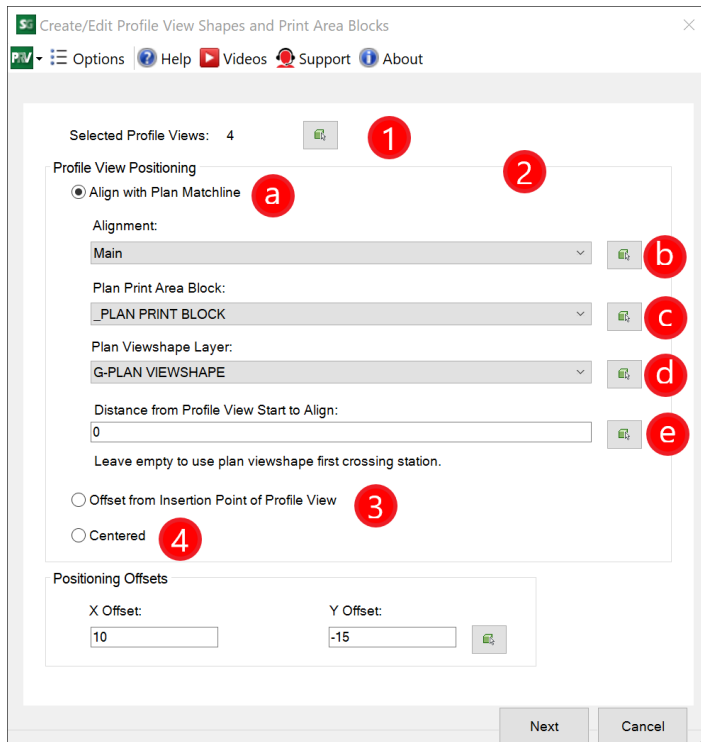 SG Create/Edit Profile View Shapes and Print Area Blocks
PRV Options Help Videos Support About
Selected Profile Views: 4 1
Profile View Positioning 2
Align with Plan Matchline a
Alignment:
Main b
Plan Print Area Block:
_PLAN PRINT BLOCK c
Plan Viewshape Layer:
G-PLAN VIEWSHAPE d
Distance from Profile View Start to Align:
0 e
Leave empty to use plan viewshape first crossing station.
Offset from Insertion Point of Profile View 3
Centered 4
Positioning Offsets
X Offset: Y Offset:
10 -15
Next Cancel